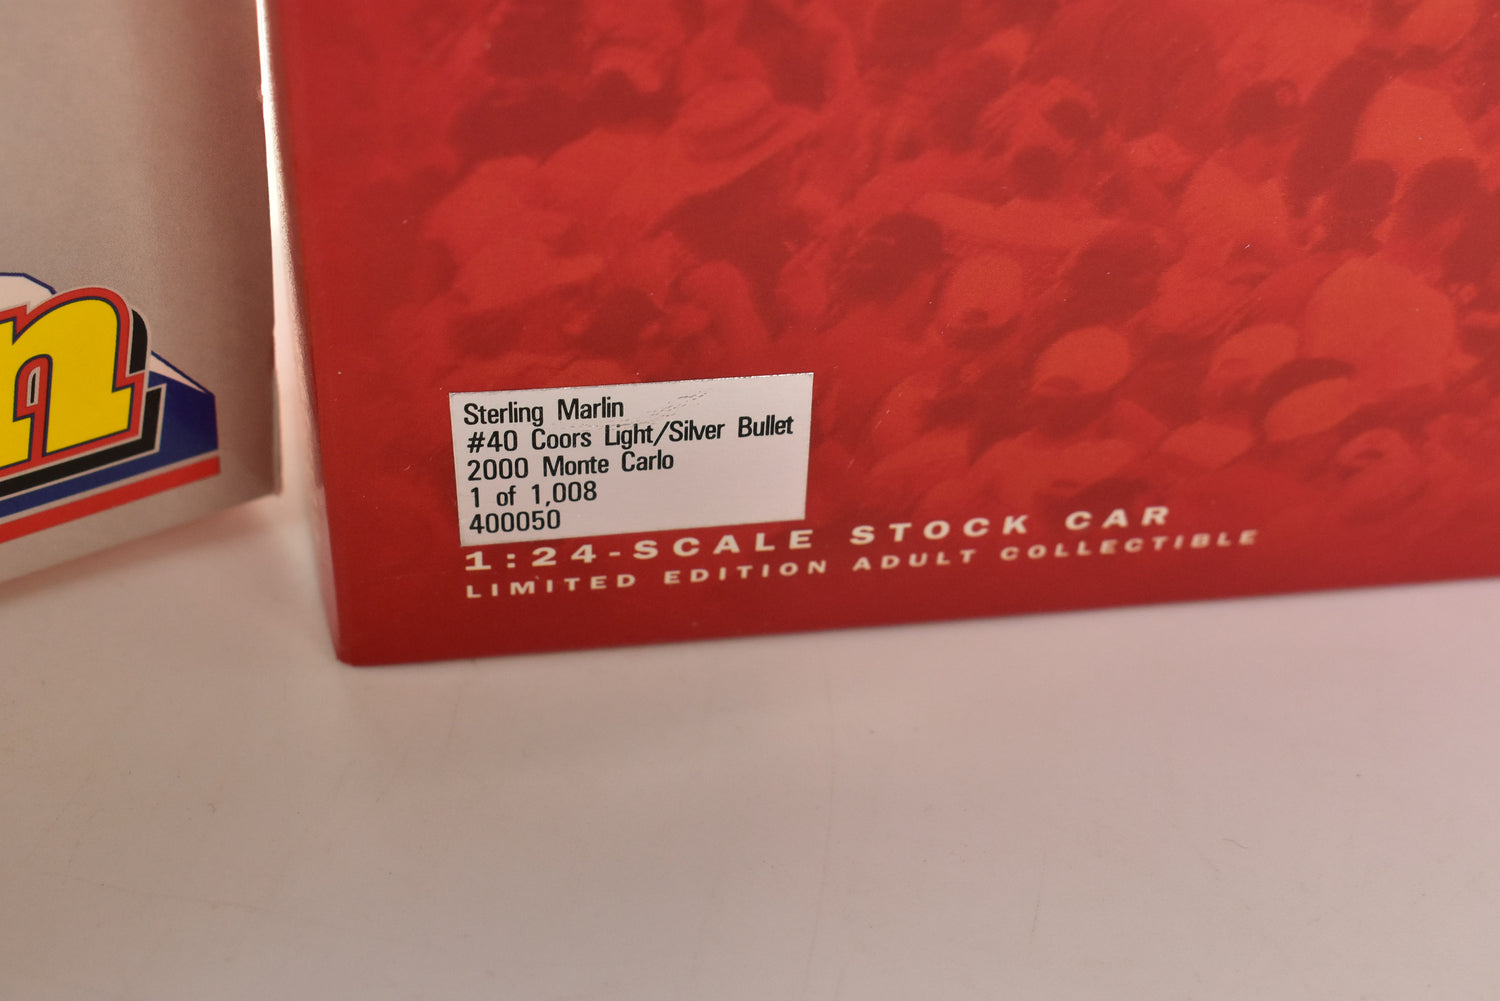 n
Sterling Marlin
#40 Coors Light/Silver Bullet
2000 Monte Carlo
1 of 1,008
400050
1:24-SCALE STOCK CAR
LIMITED EDITION ADULT COLLECTIBLE